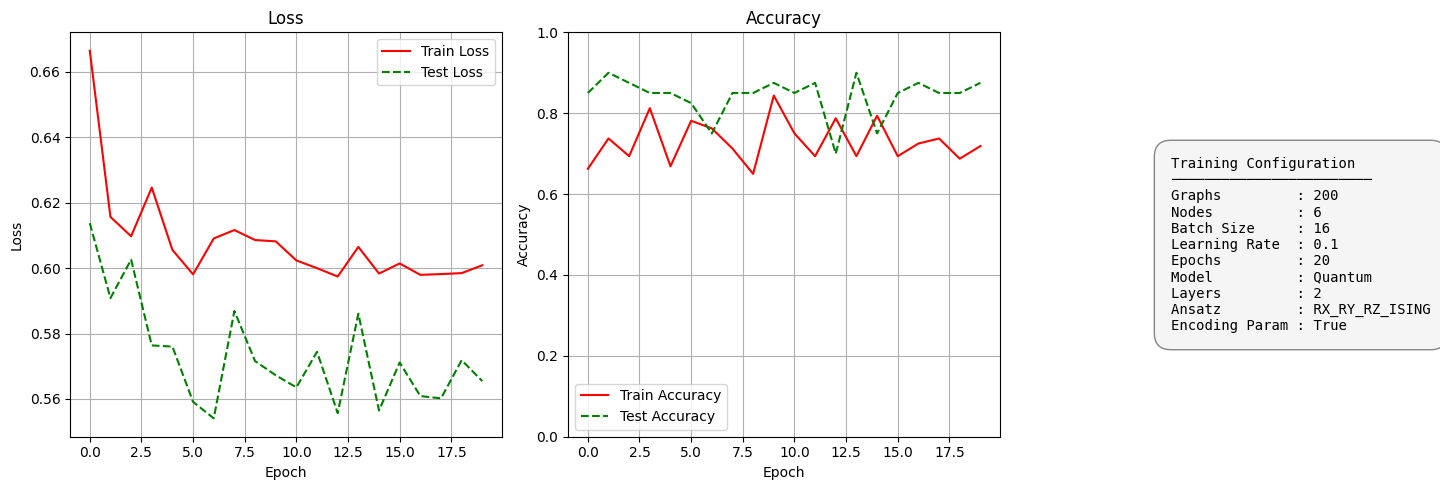 Loss
Train Loss
Test Loss
0.66
0.64
0.62
0.60
0.58
0.56
Loss
0.0 2.5 5.0 7.5 10.0 12.5 15.0 17.5
Epoch
Accuracy
1.0
0.8
0.6
0.4
0.2
0.0
Accuracy
Train Accuracy
Test Accuracy
0.0 2.5 5.0 7.5 10.0 12.5 15.0 17.5
Epoch
Training Configuration
────────────────────────
Graphs         : 200
Nodes          : 6
Batch Size     : 16
Learning Rate  : 0.1
Epochs         : 20
Model          : Quantum
Layers         : 2
Ansatz         : RX_RY_RZ_ISING
Encoding Param : True